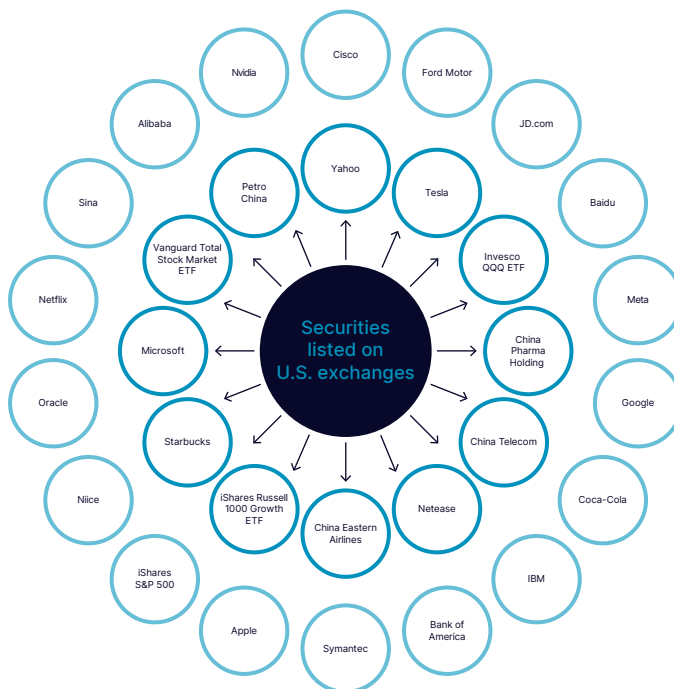 Cisco
Nvidia
Ford Motor
Alibaba
JD.com
Yahoo
Petro
China
Tesla
Sina
Baidu
Vanguard Total
Stock Market
ETF
Invesco
QQQ ETF
Netflix
Meta
Securities
listed on
U.S. exchanges
Microsoft
China
Pharma
Holding
Oracle
Google
Starbucks
China Telecom
Niice
Coca-Cola
iShares Russell
1000 Growth
ETF
Netease
China Eastern
Airlines
iShares
S&P 500
IBM
Apple
Bank of
America
Symantec